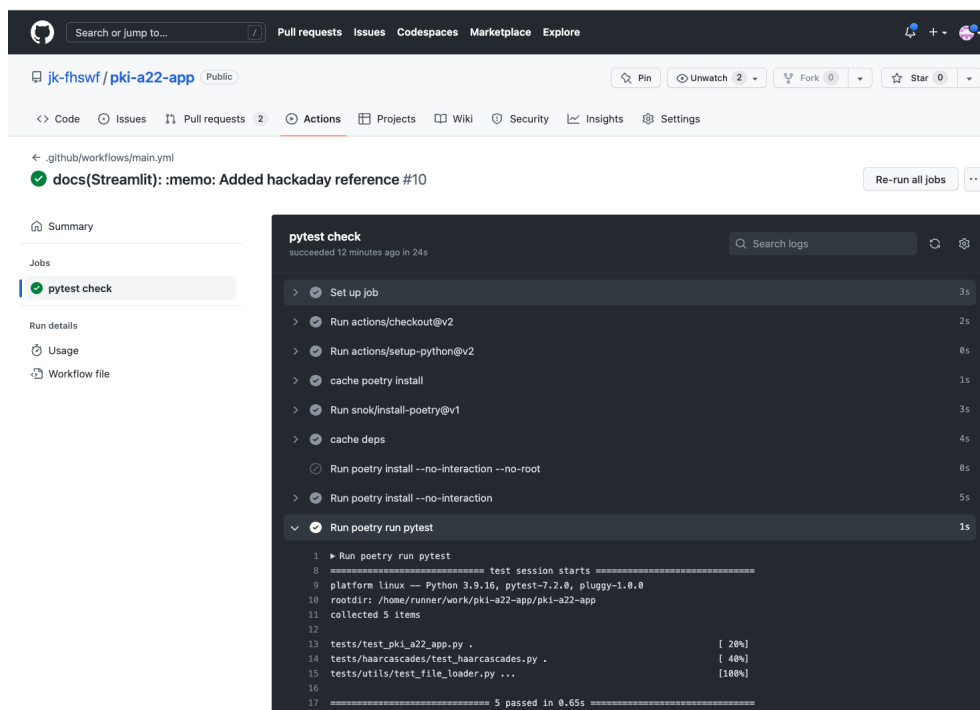 Search or jump to... / Pull requests Issues Codespaces Marketplace Explore
jk-fhswf / pki-a22-app Public Pin Unwatch 2 Fork 0 Star 0
Code Issues Pull requests 2 Actions Projects Wiki Security Insights Settings
.github/workflows/main.yml
docs(Streamlit): :memo: Added hackaday reference #10 Re-run all jobs
Summary
Jobs
pytest check
Run details
Usage
Workflow file
pytest check
succeeded 12 minutes ago in 24s
Search logs
Set up job 3s
Run actions/checkout@v2 2s
Run actions/setup-python@v2 0s
cache poetry install 1s
Run snok/install-poetry@v1 3s
cache deps 4s
Run poetry install --no-interaction --no-root 0s
Run poetry install --no-interaction 5s
Run poetry run pytest 1s
1 ▶ Run poetry run pytest
8 ============================= test session starts ==============================
9 platform linux -- Python 3.9.16, pytest-7.2.0, pluggy-1.0.0
10 rootdir: /home/runner/work/pki-a22-app/pki-a22-app
11 collected 5 items
12
13 tests/test_pki_a22_app.py . [ 20%]
14 tests/haarcascades/test_haarcascades.py . [ 40%]
15 tests/utils/test_file_loader.py ... [100%]
16
17 ============================== 5 passed in 0.65s ===============================